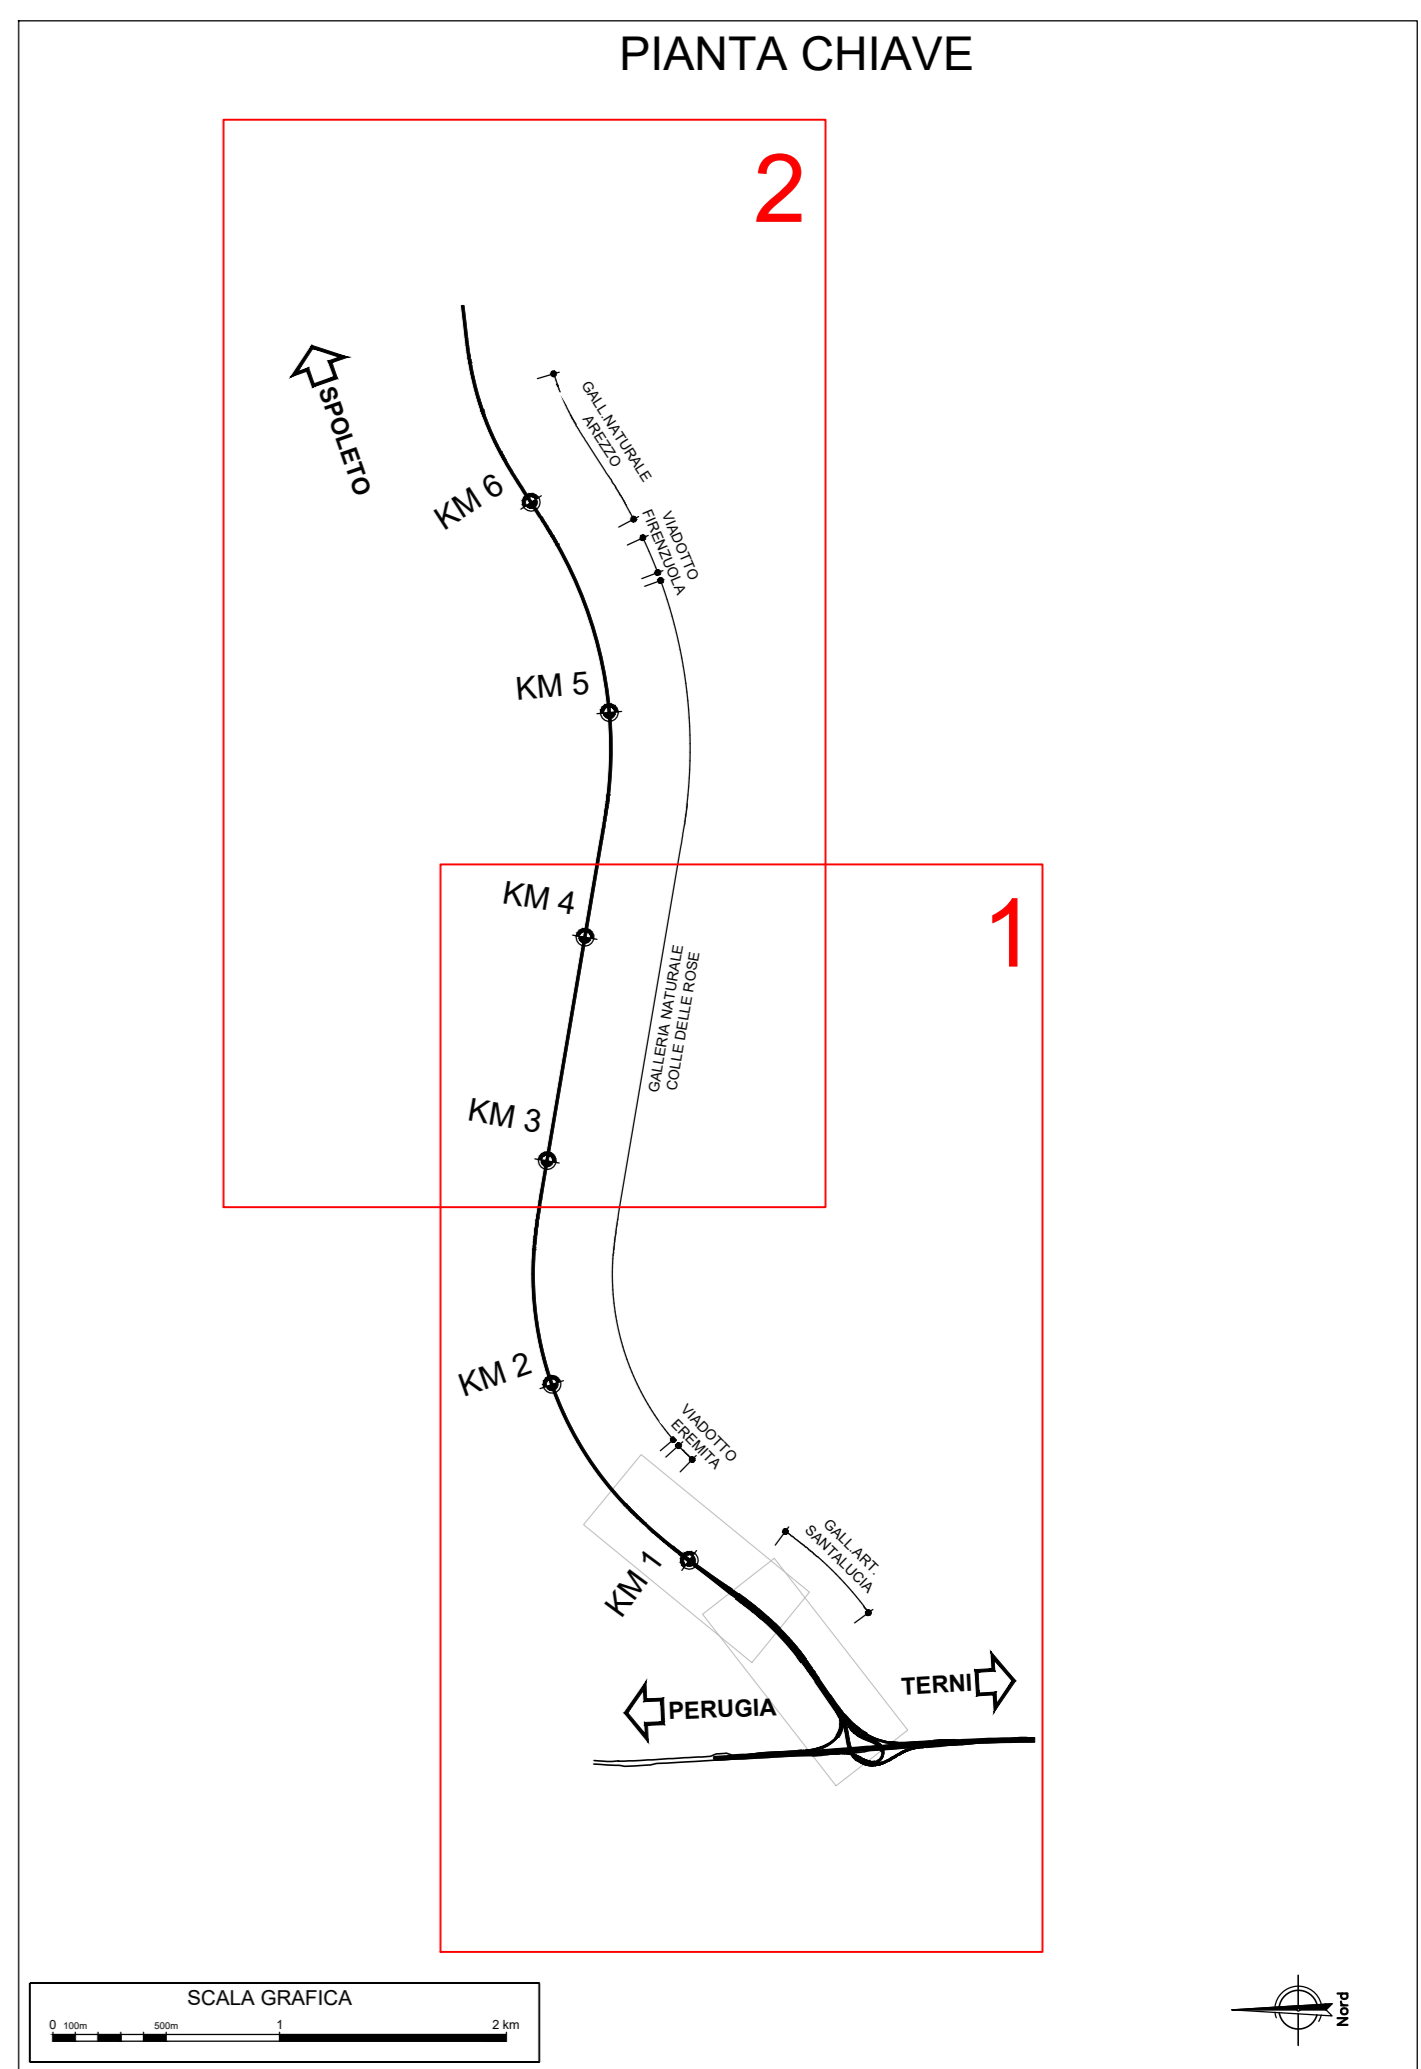 PIANTA CHIAVE
2
SPOLETO
GALL.NATURALE
AREZZO
KM 6
VIADOTTO
FIRENZUOLA
KM 5
1
KM 4
GALLERIA NATURALE
COLLE DELLE ROSE
KM 3
KM 2
VIADOTTO
EREMITA
GALL.ART.
SANTALUCIA
KM 1
TERNI
PERUGIA
SCALA GRAFICA
0 100m 500m 1 2 km
Nord